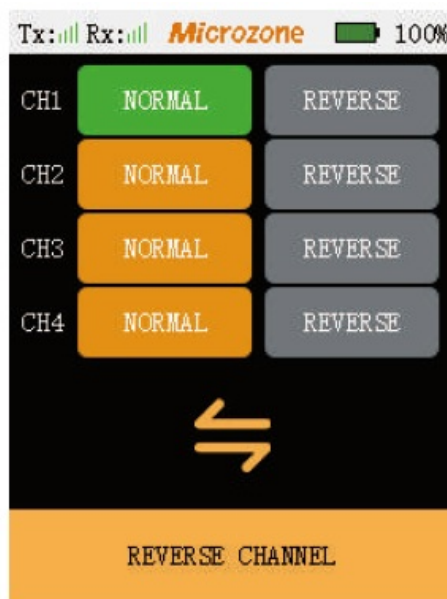 Tx: Rx: Microzone 100%
CH1 NORMAL REVERSE
CH2 NORMAL REVERSE
CH3 NORMAL REVERSE
CH4 NORMAL REVERSE
REVERSE CHANNEL